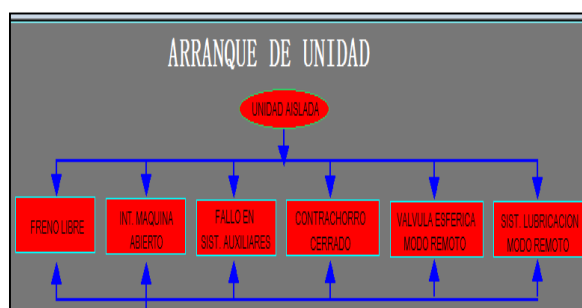 ARRANQUE DE UNIDAD
UNIDAD AISLADA
FRENO LIBRE
INT. MAQUINA
ABIERTO
FALLO EN
SIST. AUXILIARES
CONTRACHORRO
CERRADO
VALVULA ESFERICA
MODO REMOTO
SIST. LUBRICACION
MODO REMOTO